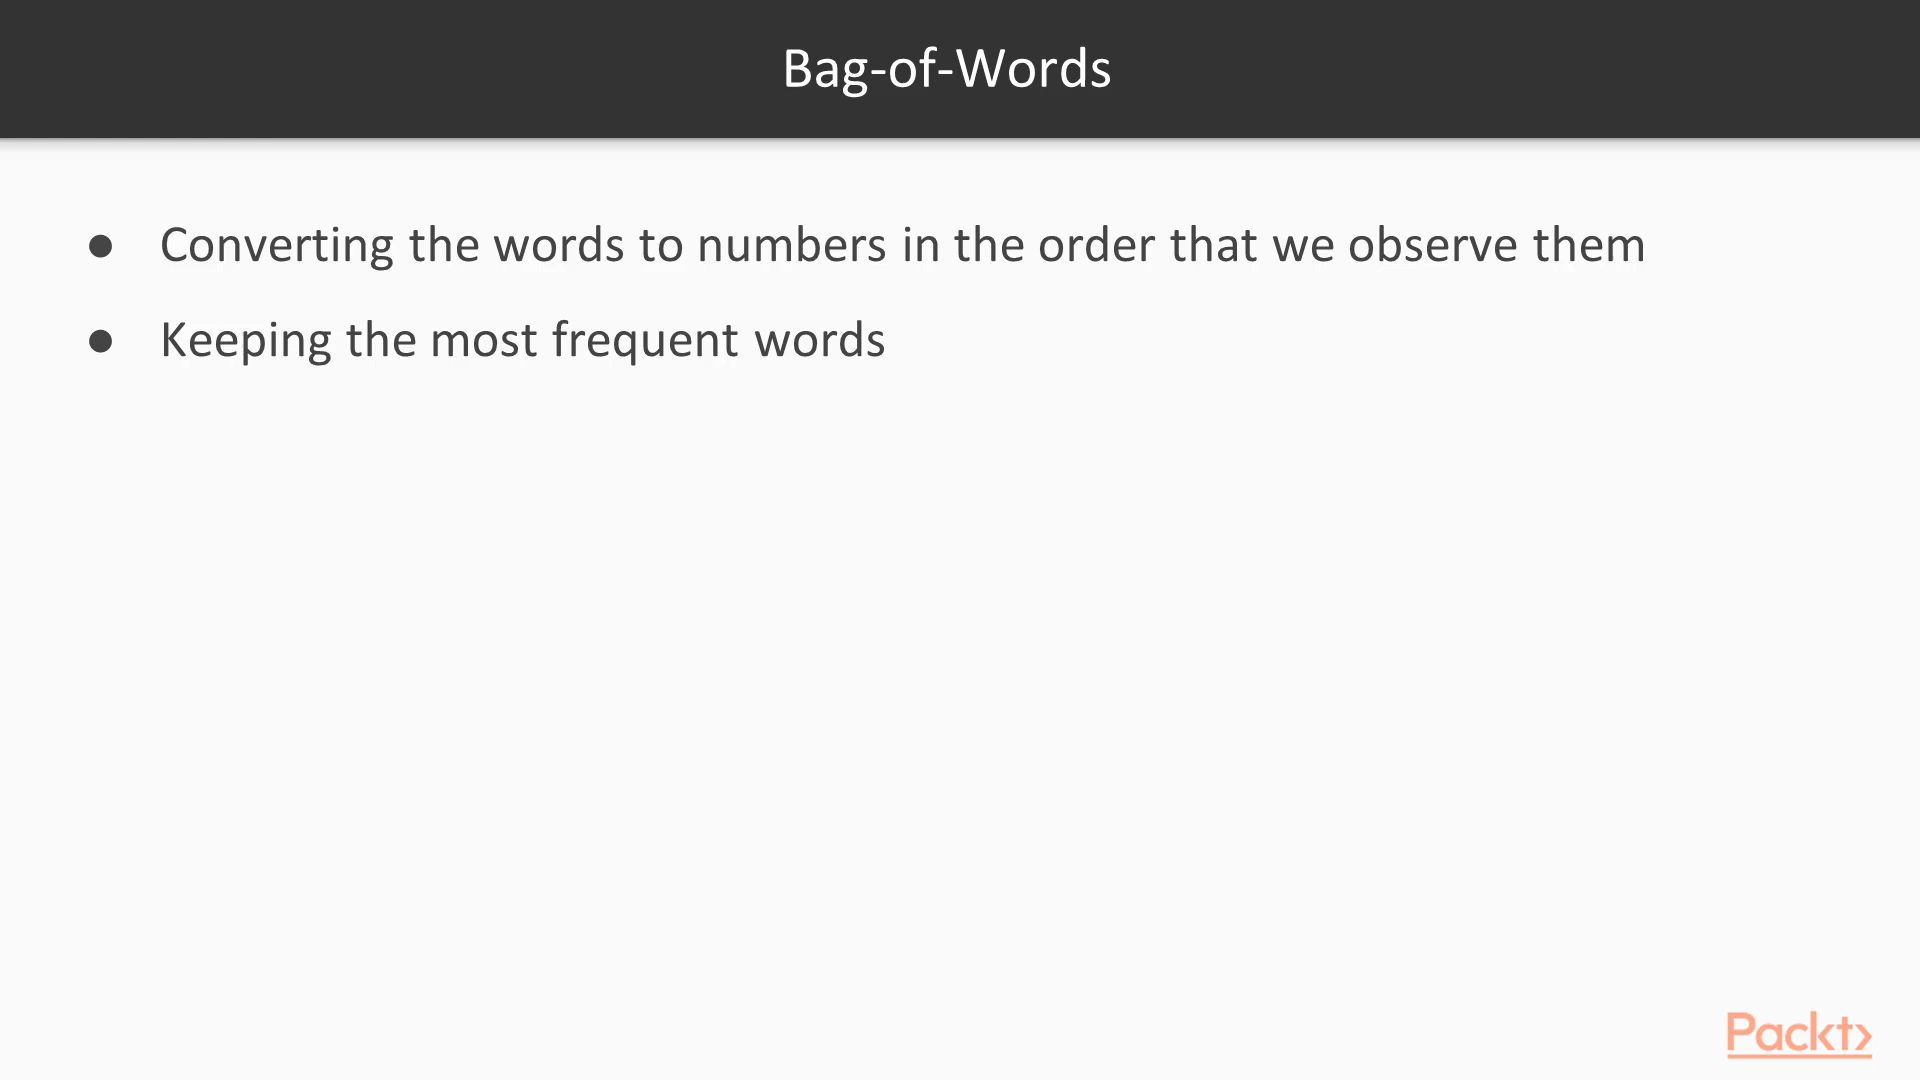 Bag-of-Words
● Converting the words to numbers in the order that we observe them
● Keeping the most frequent words
Packt>